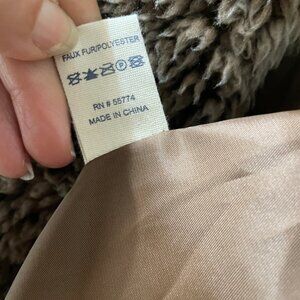 FAUX FUR/POLYESTER
RN # 55774
MADE IN CHINA